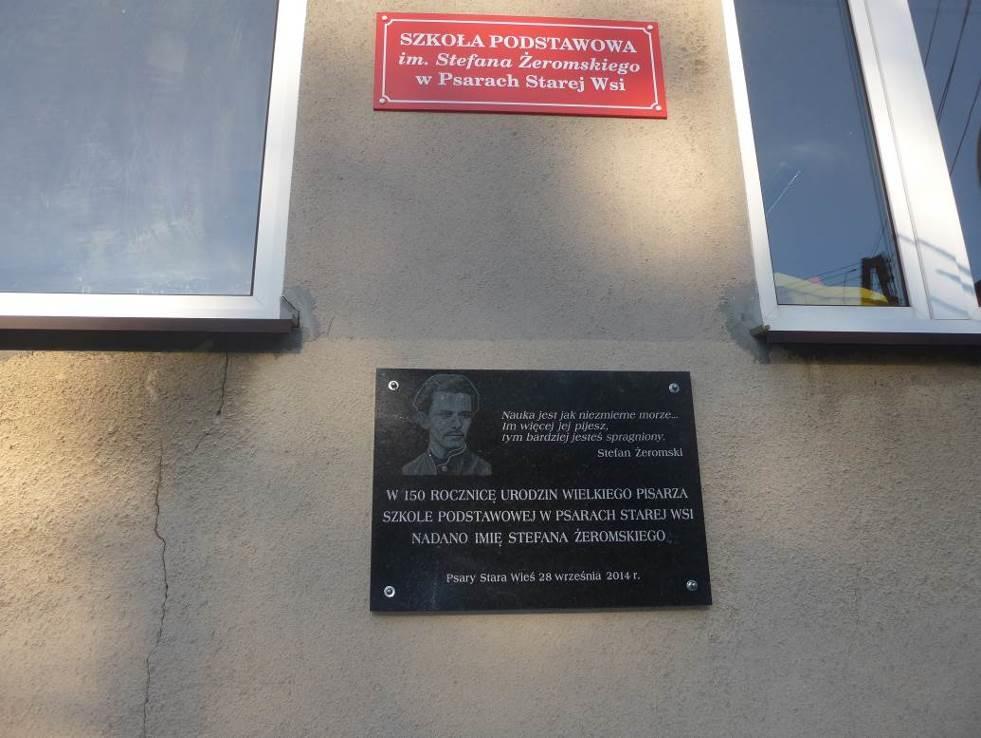 SZKOŁA PODSTAWOWA
im. Stefana Żeromskiego
w Psarach Starej Wsi
Nauka jest jak niezmierne morze...
Im więcej jej pijesz,
tym bardziej jesteś spragniony.
Stefan Żeromski
W 150 ROCZNICĘ URODZIN WIELKIEGO PISARZA
SZKOLE PODSTAWOWEJ W PSARACH STAREJ WSI
NADANO IMIĘ STEFANA ŻEROMSKIEGO
Psary Stara Wieś 28 września 2014 r.